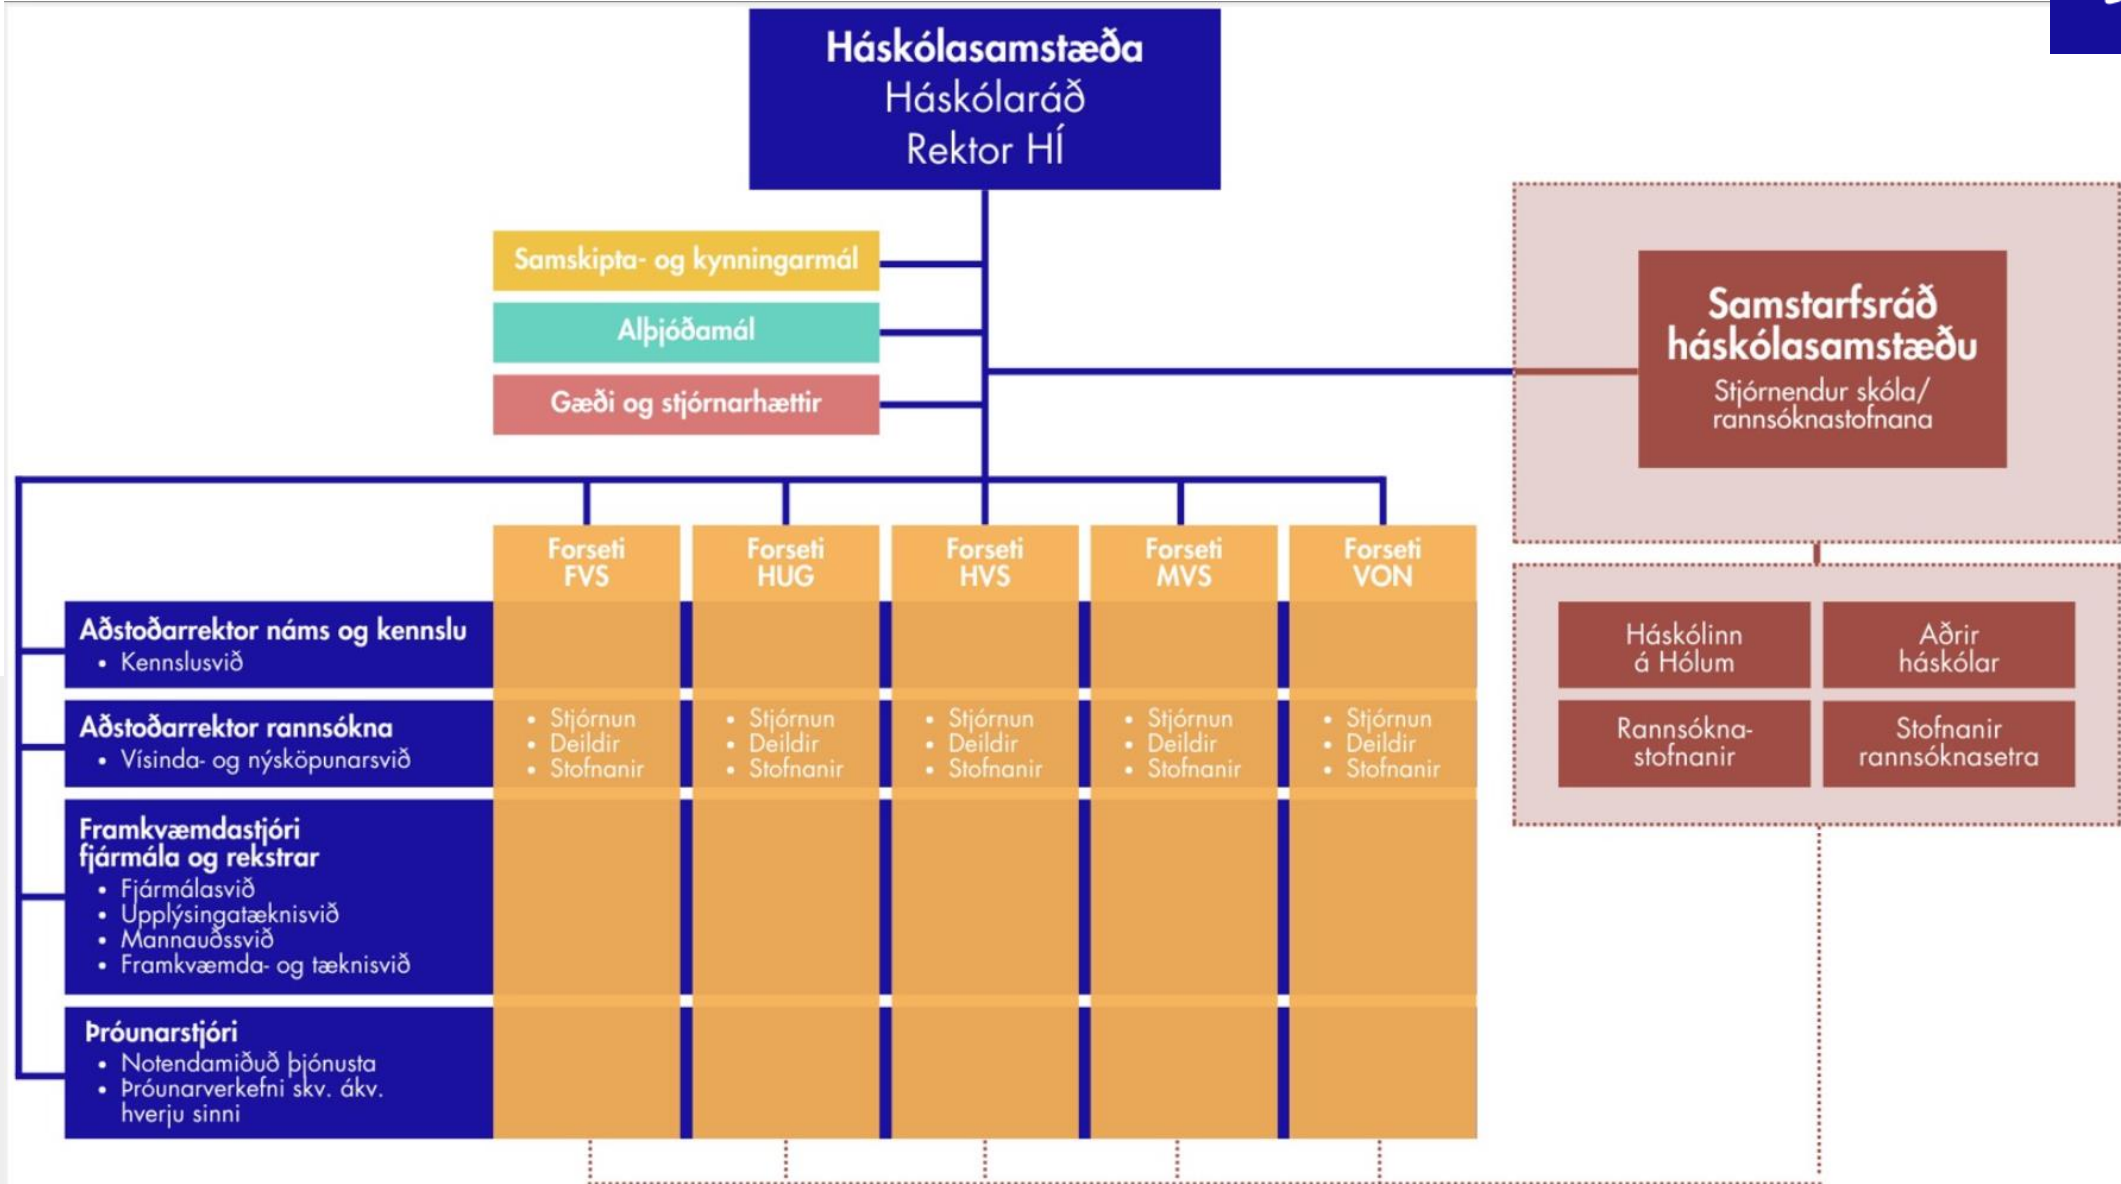 Háskólasamstæða
Háskólaráð
Rektor HÍ
Samskipta- og kynningarmál
Alþjóðamál
Gæði og stjórnarhættir
Samstarfsráð
háskólasamstæðu
Stjórnendur skóla/
rannsóknastofnana
Forseti
FVS
Forseti
HUG
Forseti
HVS
Forseti
MVS
Forseti
VON
Aðstoðarrektor náms og kennslu
• Kennslusvið
Aðstoðarrektor rannsókna
• Vísinda- og nýsköpunarsvið
• Stjórnun
• Deildir
• Stofnanir
• Stjórnun
• Deildir
• Stofnanir
• Stjórnun
• Deildir
• Stofnanir
• Stjórnun
• Deildir
• Stofnanir
• Stjórnun
• Deildir
• Stofnanir
Framkvæmdastjóri
fjármála og rekstrar
• Fjármálasvið
• Upplýsingatæknisvið
• Mannauðssvið
• Framkvæmda- og tæknisvið
Þróunarstjóri
• Notendamiðuð þjónusta
• Þróunarverkefni skv. ákv.
hverju sinni
Háskólinn
á Hólum
Aðrir
háskólar
Rannsókna-
stofnanir
Stofnanir
rannsóknasetra